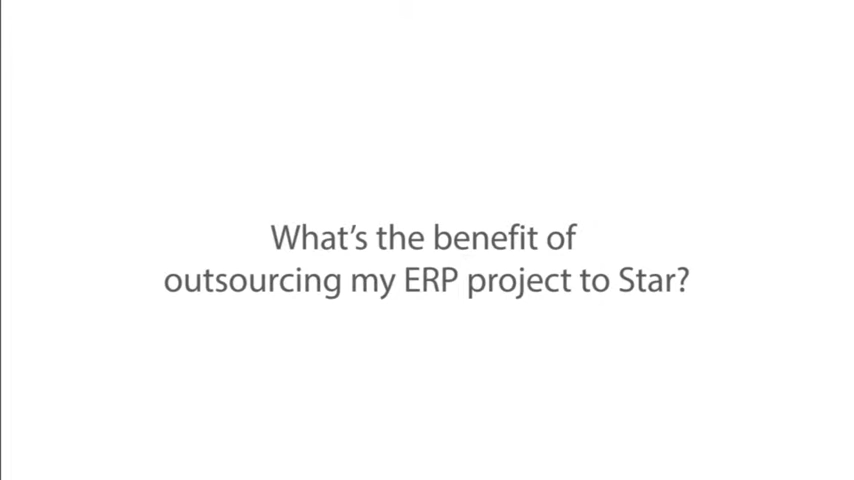 What’s the benefit of
outsourcing my ERP project to Star?